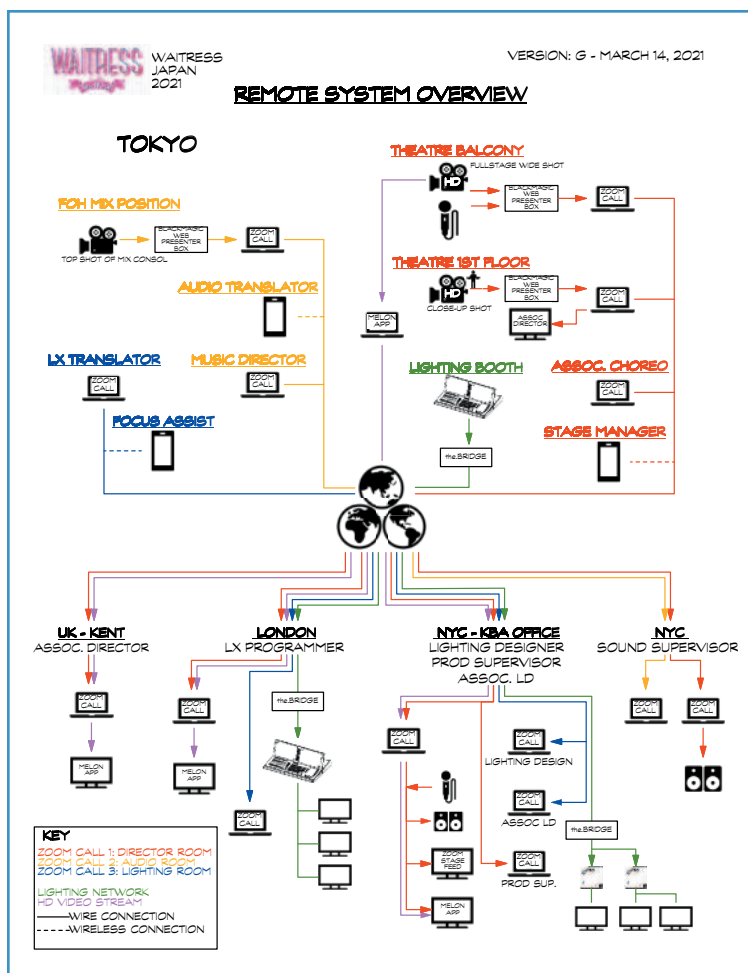 WAITRESS
WAITRESS
JAPAN
2021
VERSION: G - MARCH 14, 2021
REMOTE SYSTEM OVERVIEW
TOKYO
THEATRE BALCONY
FULLSTAGE WIDE SHOT
HD
BLACKMAGIC
WEB
PRESENTER
BOX
ZOOM
CALL
FOH MIX POSITION
BLACKMAGIC
WEB
PRESENTER
BOX
ZOOM
CALL
TOP SHOT OF MIX CONSOL
THEATRE 1ST FLOOR
HD
BLACKMAGIC
WEB
PRESENTER
BOX
ZOOM
CALL
CLOSE-UP SHOT
ASSOC
DIRECTOR
AUDIO TRANSLATOR
MELON
APP
LX TRANSLATOR
ZOOM
CALL
MUSIC DIRECTOR
ZOOM
CALL
LIGHTING BOOTH
ASSOC. CHOREO
ZOOM
CALL
FOCUS ASSIST
STAGE MANAGER
the.BRIDGE
UK - KENT
ASSOC. DIRECTOR
LONDON
LX PROGRAMMER
NYC - KBA OFFICE
LIGHTING DESIGNER
PROD SUPERVISOR
ASSOC. LD
NYC
SOUND SUPERVISOR
ZOOM
CALL
MELON
APP
ZOOM
CALL
MELON
APP
the.BRIDGE
ZOOM
CALL
ZOOM
CALL
ZOOM
CALL
LIGHTING DESIGN
ZOOM
CALL
ASSOC LD
ZOOM
STAGE
FEED
ZOOM
CALL
PROD SUP.
MELON
APP
the.BRIDGE
ZOOM
CALL
ZOOM
CALL
KEY
ZOOM CALL 1: DIRECTOR ROOM
ZOOM CALL 2: AUDIO ROOM
ZOOM CALL 3: LIGHTING ROOM
LIGHTING NETWORK
HD VIDEO STREAM
WIRE CONNECTION
WIRELESS CONNECTION